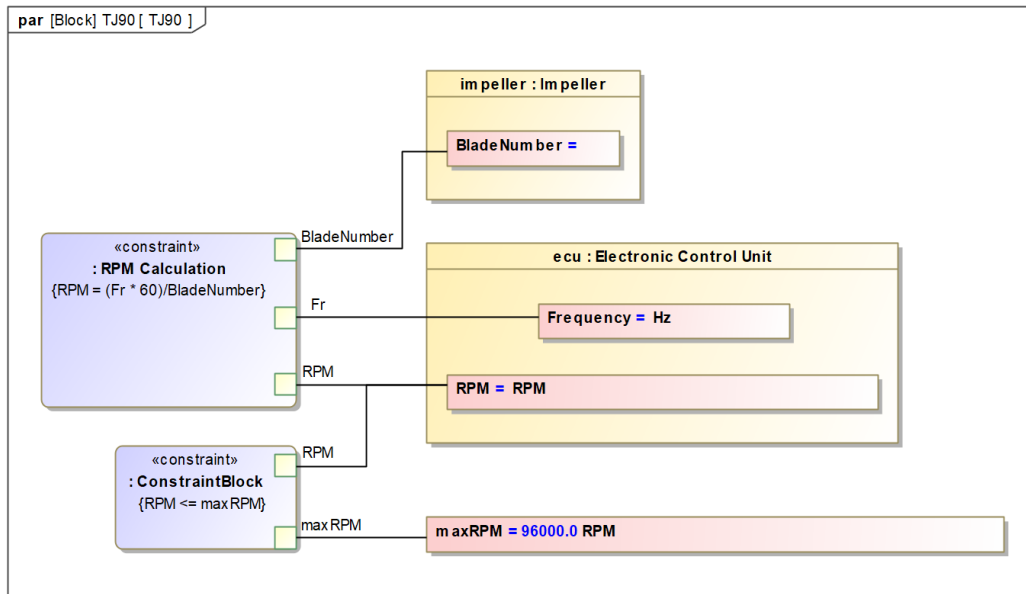 par [Block] TJ90 [ TJ90 ]
impeller : Impeller
BladeNumber =
BladeNumber
«constraint»
: RPM Calculation
{RPM = (Fr * 60)/BladeNumber}
ecu : Electronic Control Unit
Fr
Frequency = Hz
RPM
RPM = RPM
RPM
«constraint»
: ConstraintBlock
{RPM <= maxRPM}
maxRPM
maxRPM = 96000.0 RPM